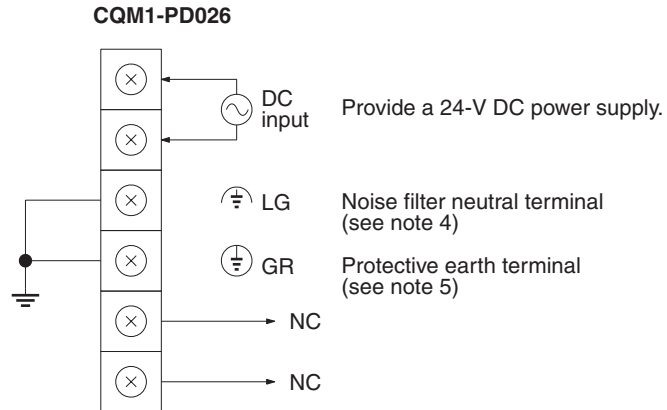 CQM1-PD026
DC
input
Provide a 24-V DC power supply.
LG
Noise filter neutral terminal
(see note 4)
GR
Protective earth terminal
(see note 5)
NC
NC